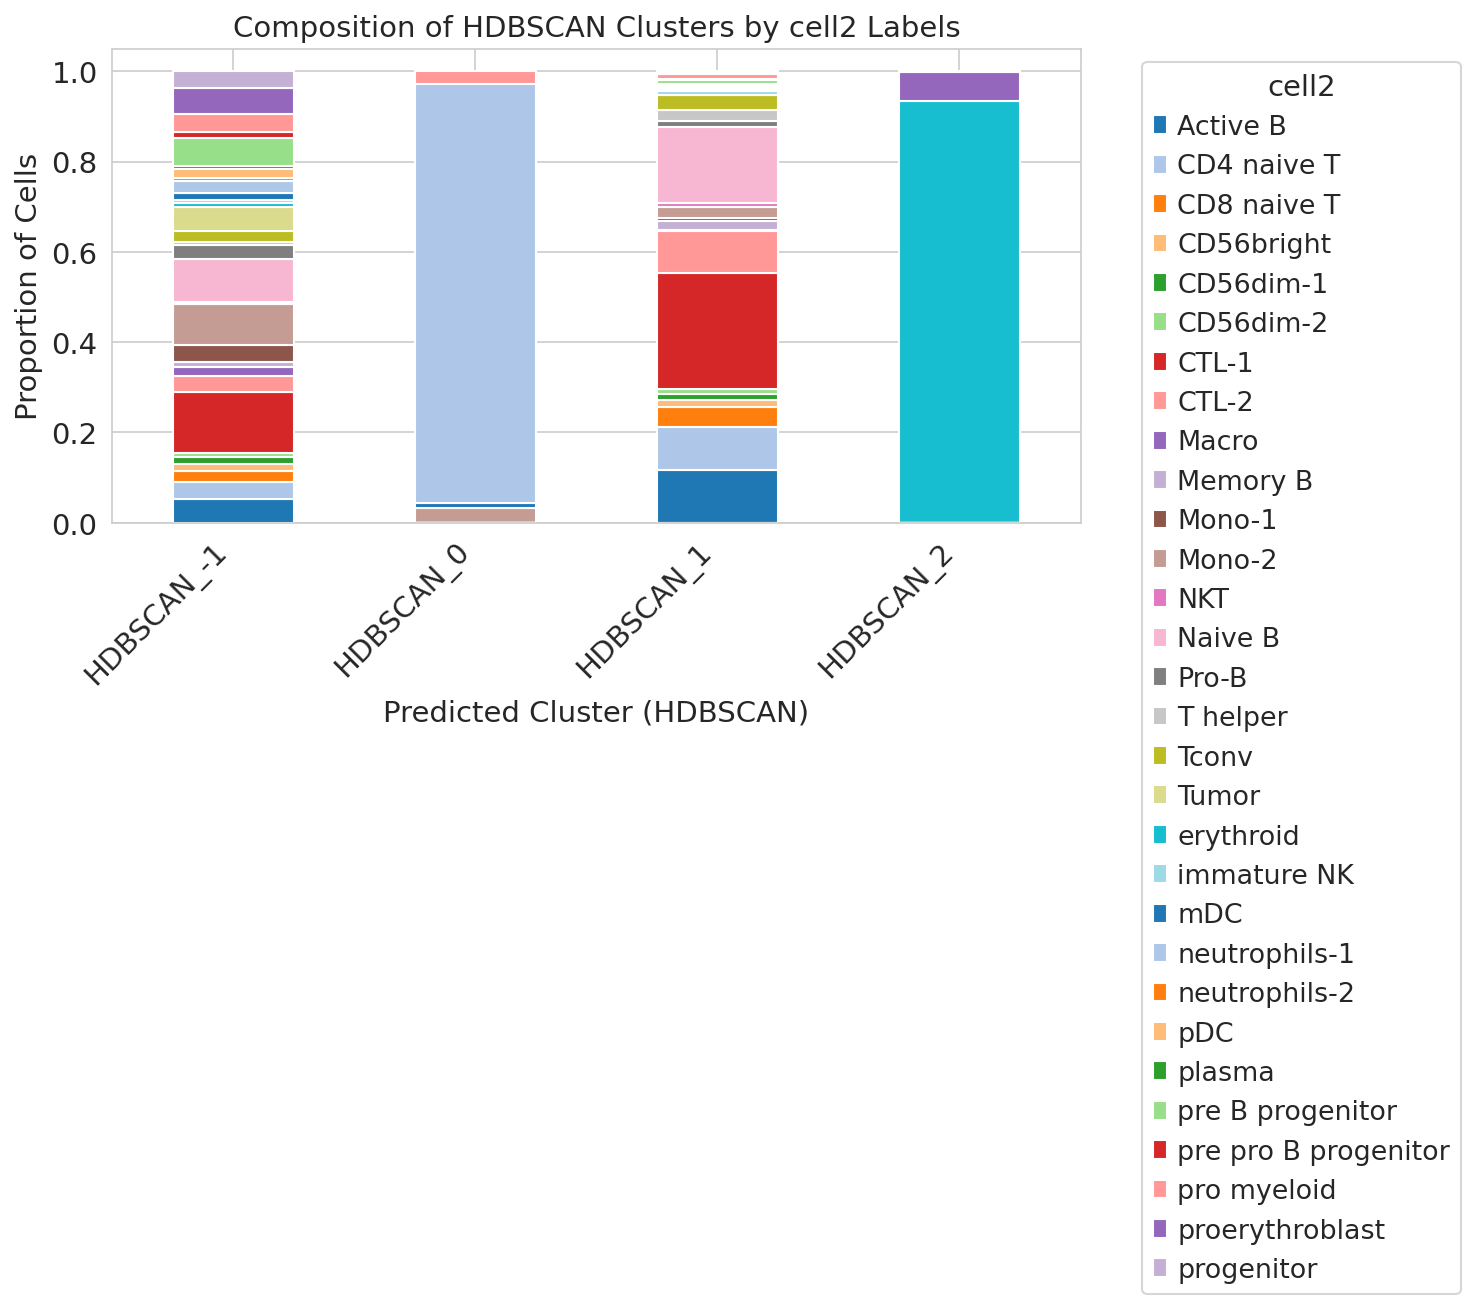 Composition of HDBSCAN Clusters by cell2 Labels
Proportion of Cells
1.0
0.8
0.6
0.4
0.2
0.0
HDBSCAN_-1
HDBSCAN_0
HDBSCAN_1
HDBSCAN_2
Predicted Cluster (HDBSCAN)
cell2
Active B
CD4 naive T
CD8 naive T
CD56bright
CD56dim-1
CD56dim-2
CTL-1
CTL-2
Macro
Memory B
Mono-1
Mono-2
NKT
Naive B
Pro-B
T helper
Tconv
Tumor
erythroid
immature NK
mDC
neutrophils-1
neutrophils-2
pDC
plasma
pre B progenitor
pre pro B progenitor
pro myeloid
proerythroblast
progenitor